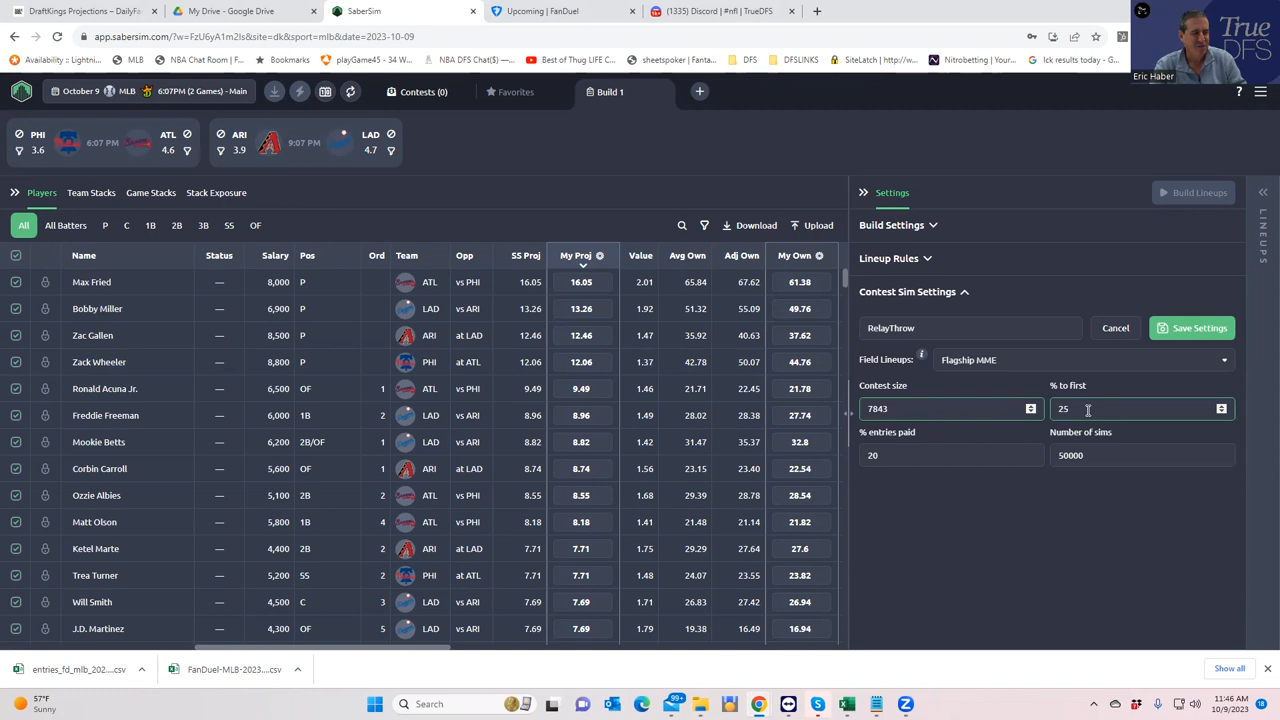 DraftKings Projections - DailyFa
My Drive - Google Drive
SaberSim
Upcoming | FanDuel
(1335) Discord | #nfl | TrueDFS
app.sabersim.com/?w=FzU6yA1m2Is&site=dk&sport=mlb&date=2023-10-09
Availability :: Lightni...
MLB
NBA Chat Room | F...
playGame45 - 34 W...
NBA DFS Chat($)—...
Best of Thug LIFE C...
sheetspoker | Fanta...
DFS
DFSLINKS
SiteLatch | http://w...
Nitrobetting | Your...
Ick results today -...
True
DFS
Eric Haber
October 9
MLB
6:07PM (2 Games) - Main
Contests (0)
Favorites
Build 1
?
PHI
3.6
6:07 PM
ATL
4.6
ARI
3.9
9:07 PM
LAD
4.7
Players
Team Stacks
Game Stacks
Stack Exposure
Settings
Build Lineups
All
All Batters
P
C
1B
2B
3B
SS
OF
Download
Upload
Name Status Salary Pos Ord Team Opp SS Proj My Proj Value Avg Own Adj Own My Own
Max Fried — 8,000 P ATL vs PHI 16.05 16.05 2.01 65.84 67.62 61.38
Bobby Miller — 6,900 P LAD vs ARI 13.26 13.26 1.92 51.32 55.09 49.76
Zac Gallen — 8,500 P ARI at LAD 12.46 12.46 1.47 42.95 40.63 37.62
Zack Wheeler — 8,800 P PHI at ATL 12.06 12.06 1.37 42.78 50.07 44.76
Ronald Acuna Jr. — 6,500 OF 1 ATL vs PHI 9.49 9.49 1.46 21.71 22.45 21.78
Freddie Freeman — 6,000 1B 2 LAD vs ARI 8.96 8.96 1.49 28.02 28.38 27.74
Mookie Betts — 6,200 2B/OF 1 LAD vs ARI 8.82 8.82 1.42 31.47 35.37 32.8
Corbin Carroll — 5,600 OF 1 ARI at LAD 8.74 8.74 1.56 23.15 23.40 22.54
Ozzie Albies — 5,100 2B 2 ATL vs PHI 8.55 8.55 1.68 29.39 28.78 28.54
Matt Olson — 5,800 1B 4 ATL vs PHI 8.18 8.18 1.41 21.48 21.14 21.82
Ketel Marte — 4,400 2B 2 ARI at LAD 7.71 7.71 1.75 29.29 27.64 27.6
Trea Turner — 5,200 SS 2 PHI at ATL 7.71 7.71 1.48 24.07 23.55 23.82
Will Smith — 4,500 C 3 LAD vs ARI 7.69 7.69 1.71 26.83 27.42 26.94
J.D. Martinez — 4,300 OF 5 LAD vs ARI 7.69 7.69 1.79 19.38 16.49 16.94
Build Settings
Lineup Rules
Contest Sim Settings
RelayThrow
Cancel
Save Settings
Field Lineups:
Flagship MME
Contest size
% to first
7843
25
% entries paid
Number of sims
20
50000
LINEUPS
entries_fd_mlb_202....csv
FanDuel-MLB-2023....csv
Show all
57°F
Sunny
Search
99+
11:46 AM
10/9/2023
18